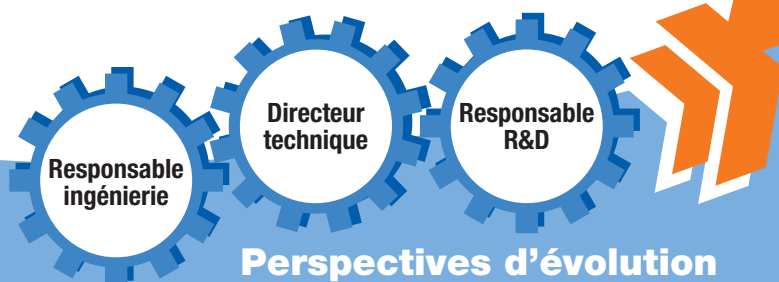 Responsable
ingénierie
Directeur
technique
Responsable
R&D
Perspectives d’évolution